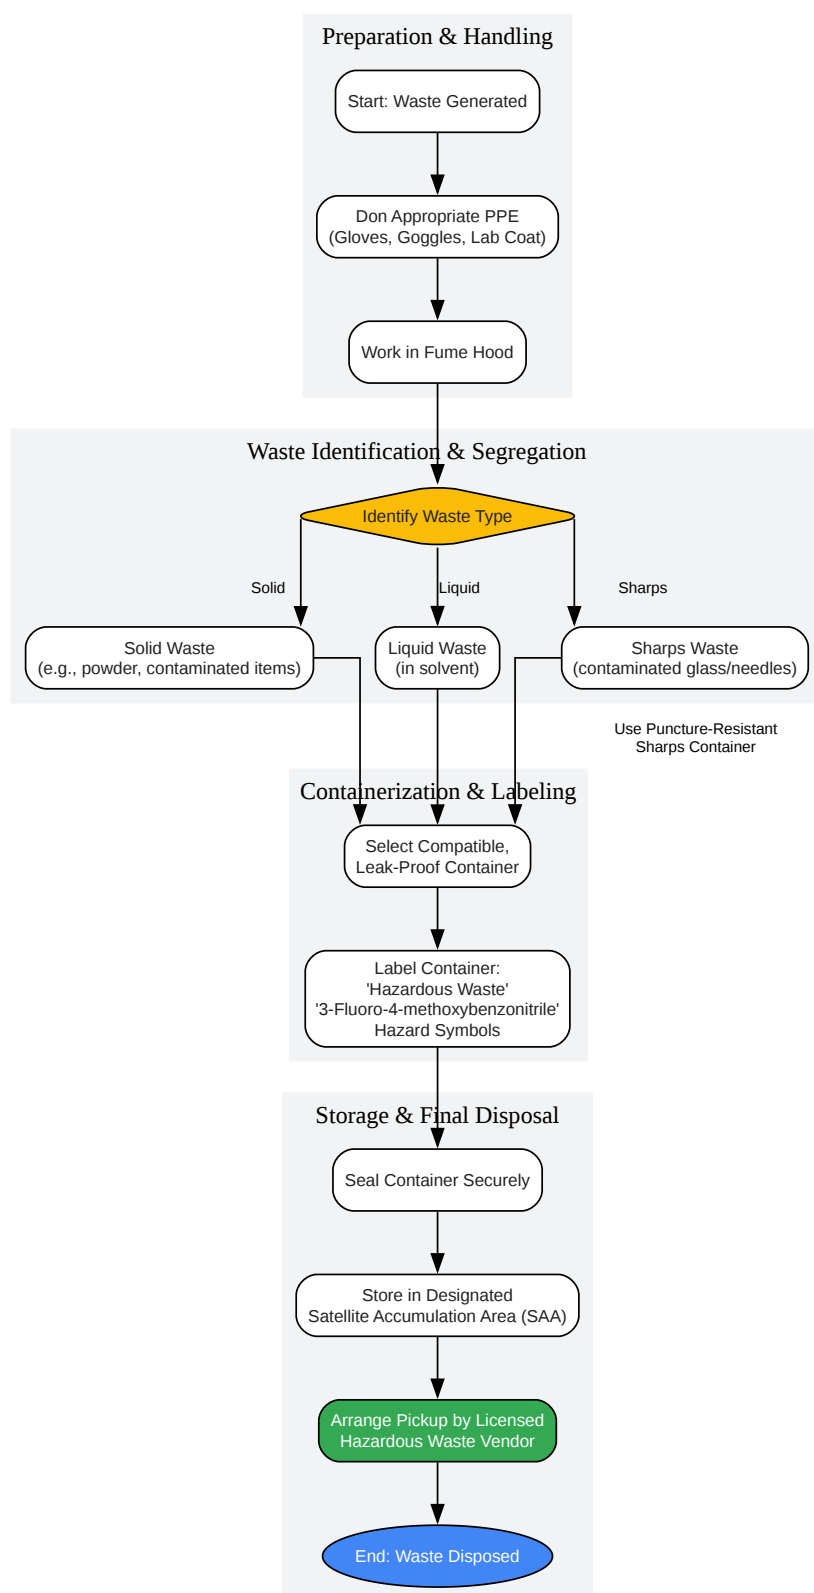 Preparation & Handling
Start: Waste Generated
Don Appropriate PPE
(Gloves, Goggles, Lab Coat)
Work in Fume Hood
Waste Identification & Segregation
Identify Waste Type
Solid
Liquid
Sharps
Solid Waste
(e.g., powder, contaminated items)
Liquid Waste
(in solvent)
Sharps Waste
(contaminated glass/needles)
Use Puncture-Resistant
Sharps Container
Containerization & Labeling
Select Compatible,
Leak-Proof Container
Label Container:
'Hazardous Waste'
'3-Fluoro-4-methoxybenzonitrile'
Hazard Symbols
Storage & Final Disposal
Seal Container Securely
Store in Designated
Satellite Accumulation Area (SAA)
Arrange Pickup by Licensed
Hazardous Waste Vendor
End: Waste Disposed